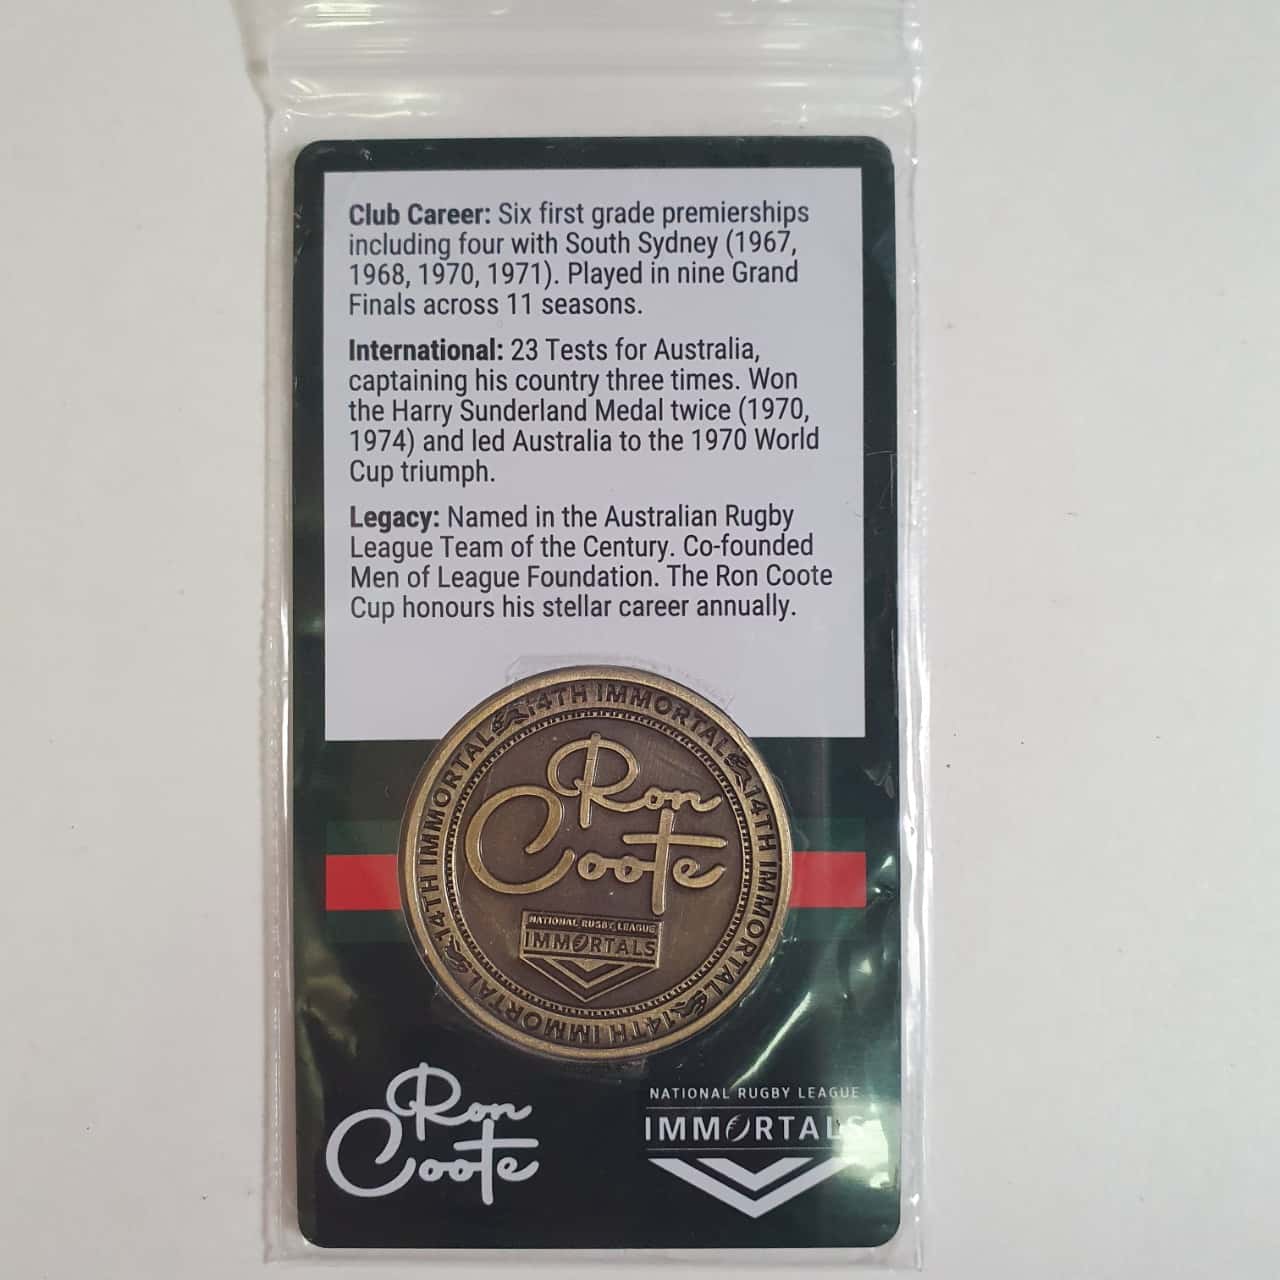 Club Career: Six first grade premierships
including four with South Sydney (1967,
1968, 1970, 1971). Played in nine Grand
Finals across 11 seasons.
International: 23 Tests for Australia,
captaining his country three times. Won
the Harry Sunderland Medal twice (1970,
1974) and led Australia to the 1970 World
Cup triumph.
Legacy: Named in the Australian Rugby
League Team of the Century. Co-founded
Men of League Foundation. The Ron Coote
Cup honours his stellar career annually.
14TH IMMORTAL
14TH IMMORTAL
14TH IMMORTAL
14TH IMMORTAL
Ron
Coote
NATIONAL RUGBY LEAGUE
IMMORTALS
Ron
Coote
NATIONAL RUGBY LEAGUE
IMMORTALS